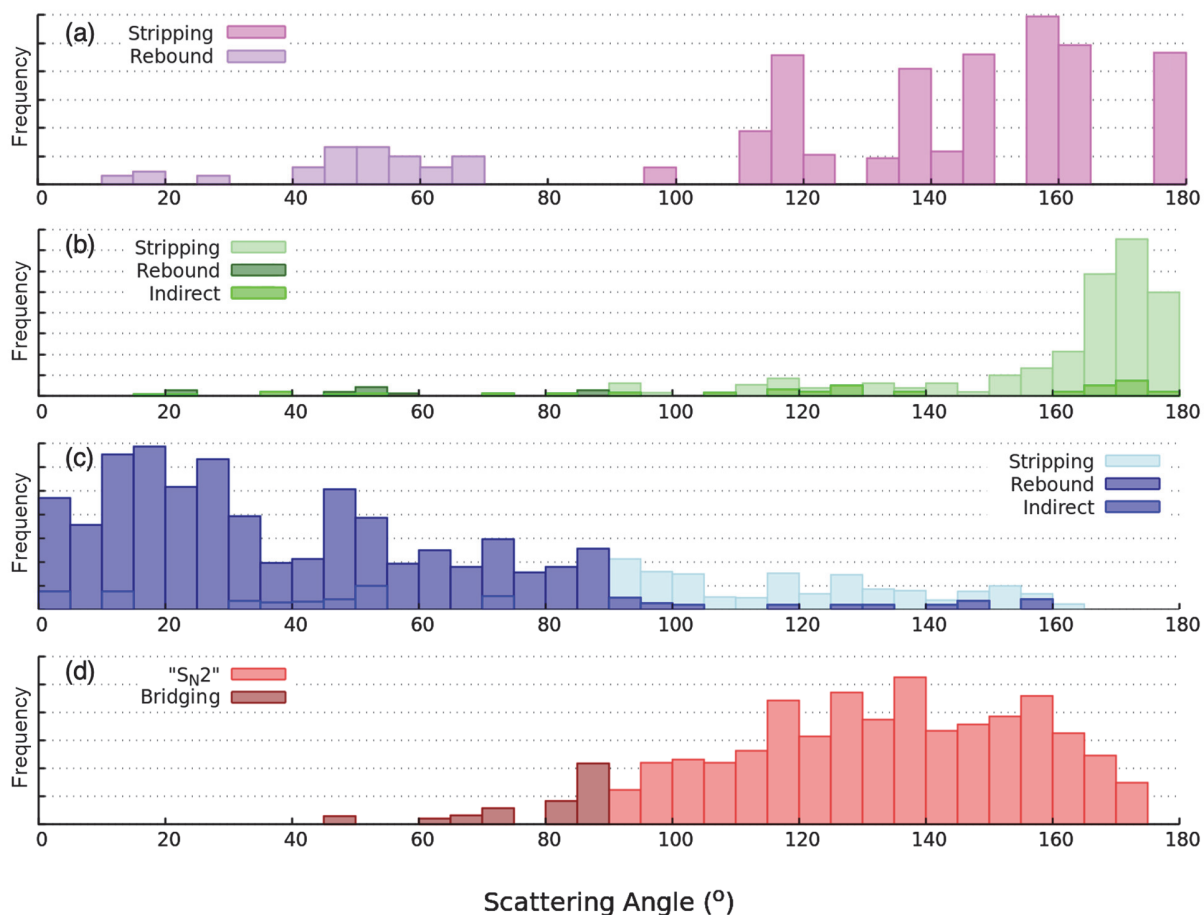 (a)
Stripping
Rebound
Frequency
0 20 40 60 80 100 120 140 160 180
(b)
Stripping
Rebound
Indirect
Frequency
0 20 40 60 80 100 120 140 160 180
(c)
Stripping
Rebound
Indirect
Frequency
0 20 40 60 80 100 120 140 160 180
(d)
"SN2"
Bridging
Frequency
0 20 40 60 80 100 120 140 160 180
Scattering Angle (º)